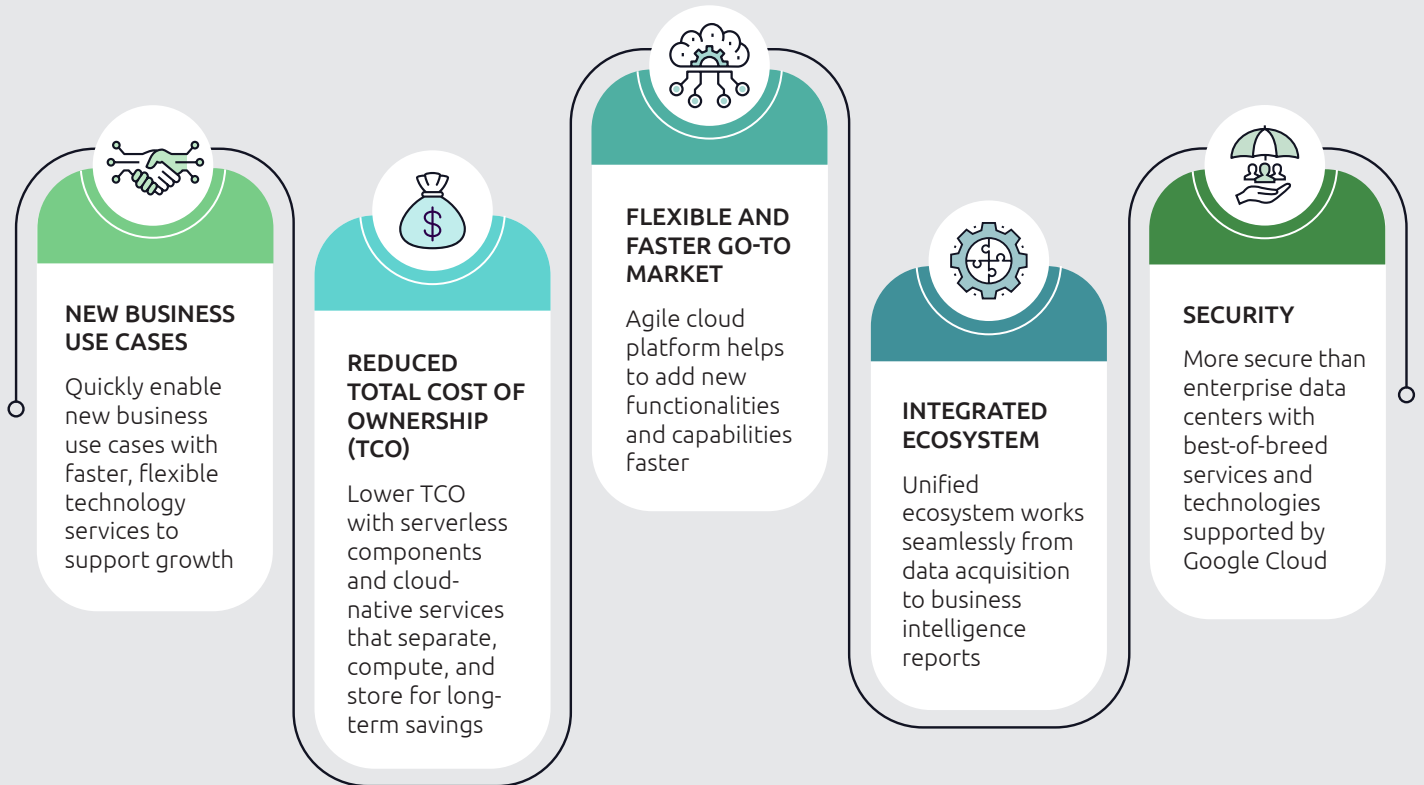 NEW BUSINESS
USE CASES
Quickly enable
new business
use cases with
faster, flexible
technology
services to
support growth
$
REDUCED
TOTAL COST OF
OWNERSHIP
(TCO)
Lower TCO
with serverless
components
and cloud-
native services
that separate,
compute, and
store for long-
term savings
FLEXIBLE AND
FASTER GO-TO
MARKET
Agile cloud
platform helps
to add new
functionalities
and capabilities
faster
INTEGRATED
ECOSYSTEM
Unified
ecosystem works
seamlessly from
data acquisition
to business
intelligence
reports
SECURITY
More secure than
enterprise data
centers with
best-of-breed
services and
technologies
supported by
Google Cloud